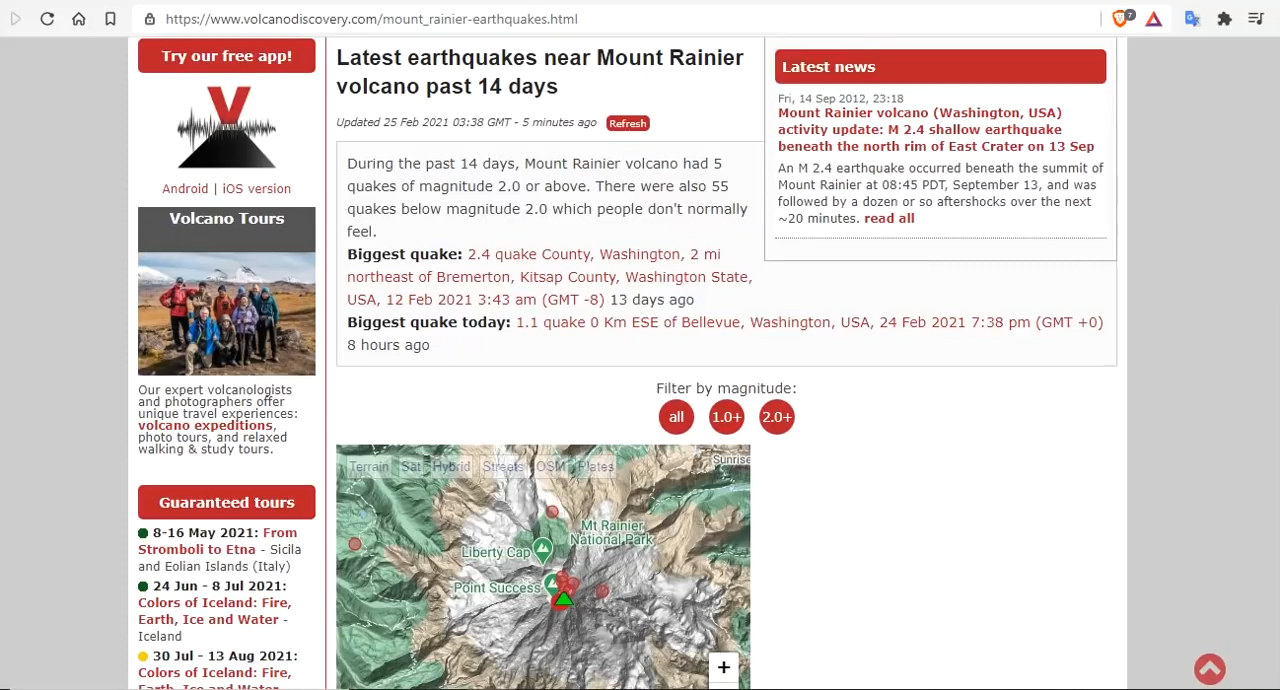 https://www.volcanodiscovery.com/mount_rainier-earthquakes.html
7
Try our free app!
V
Android | iOS version
Volcano Tours
Our expert volcanologists
and photographers offer
unique travel experiences:
volcano expeditions,
photo tours, and relaxed
walking & study tours.
Guaranteed tours
8-16 May 2021: From
Stromboli to Etna - Sicila
and Eolian Islands (Italy)
24 Jun - 8 Jul 2021:
Colors of Iceland: Fire,
Earth, Ice and Water -
Iceland
30 Jul - 13 Aug 2021:
Colors of Iceland: Fire,
Earth, Ice and Water
Latest earthquakes near Mount Rainier
volcano past 14 days
Updated 25 Feb 2021 03:38 GMT - 5 minutes ago Refresh
During the past 14 days, Mount Rainier volcano had 5
quakes of magnitude 2.0 or above. There were also 55
quakes below magnitude 2.0 which people don't normally
feel.
Biggest quake: 2.4 quake County, Washington, 2 mi
northeast of Bremerton, Kitsap County, Washington State,
USA, 12 Feb 2021 3:43 am (GMT -8) 13 days ago
Biggest quake today: 1.1 quake 0 Km ESE of Bellevue, Washington, USA, 24 Feb 2021 7:38 pm (GMT +0)
8 hours ago
Latest news
Fri, 14 Sep 2012, 23:18
Mount Rainier volcano (Washington, USA)
activity update: M 2.4 shallow earthquake
beneath the north rim of East Crater on 13 Sep
An M 2.4 earthquake occurred beneath the summit of
Mount Rainier at 08:45 PDT, September 13, and was
followed by a dozen or so aftershocks over the next
~20 minutes. read all
Filter by magnitude:
all 1.0+ 2.0+
Terrain Sat Hybrid Streets OSM Plates
Sunrise
Mt Rainier
National Park
Liberty Cap
Point Success
+